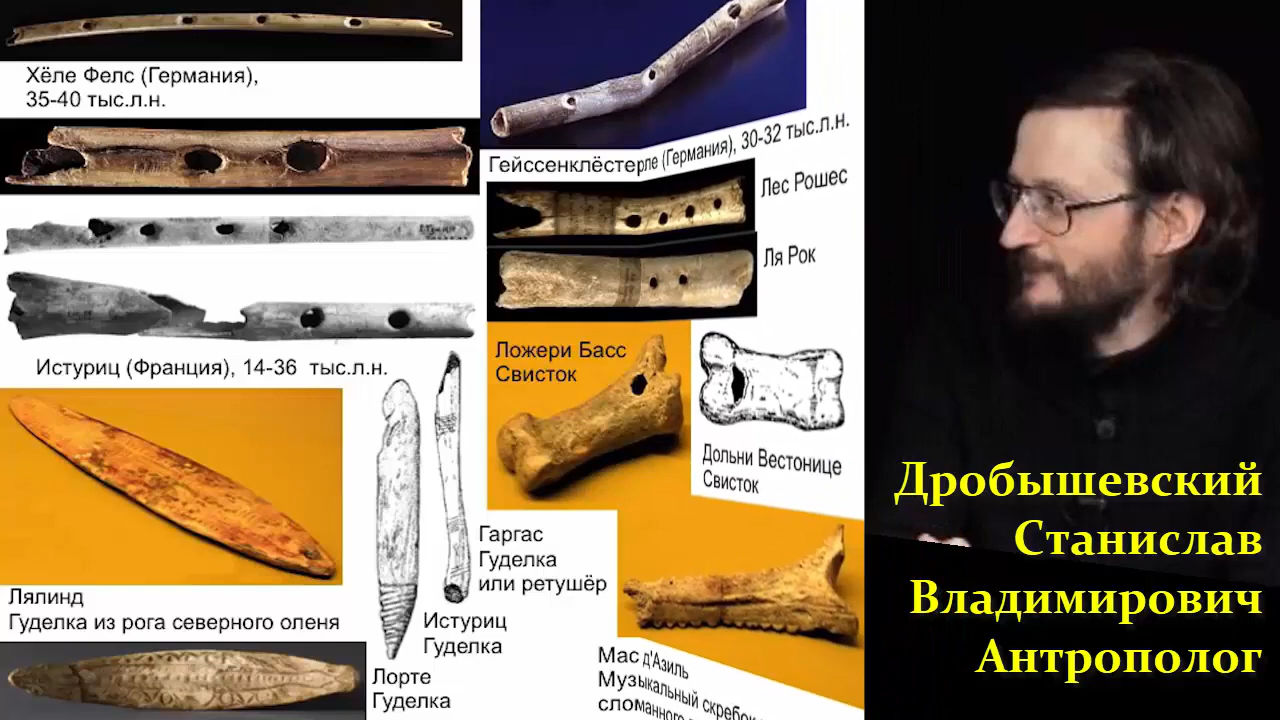 Хёле Фелс (Германия),
35-40 тыс.л.н.
Истуриц (Франция), 14-36 тыс.л.н.
Лялинд
Гуделка из рога северного оленя
Лорте
Гуделка
Истуриц
Гуделка
Гаргас
Гуделка
или ретушёр
Гейссенклёстерле (Германия), 30-32 тыс.л.н.
Лес Рошес
Ля Рок
Ложери Басс
Свисток
Дольни Вестонице
Свисток
Мас д'Азиль
Музыкальный скребок
сломанного
Дробышевский
Станислав
Владимирович
Антрополог